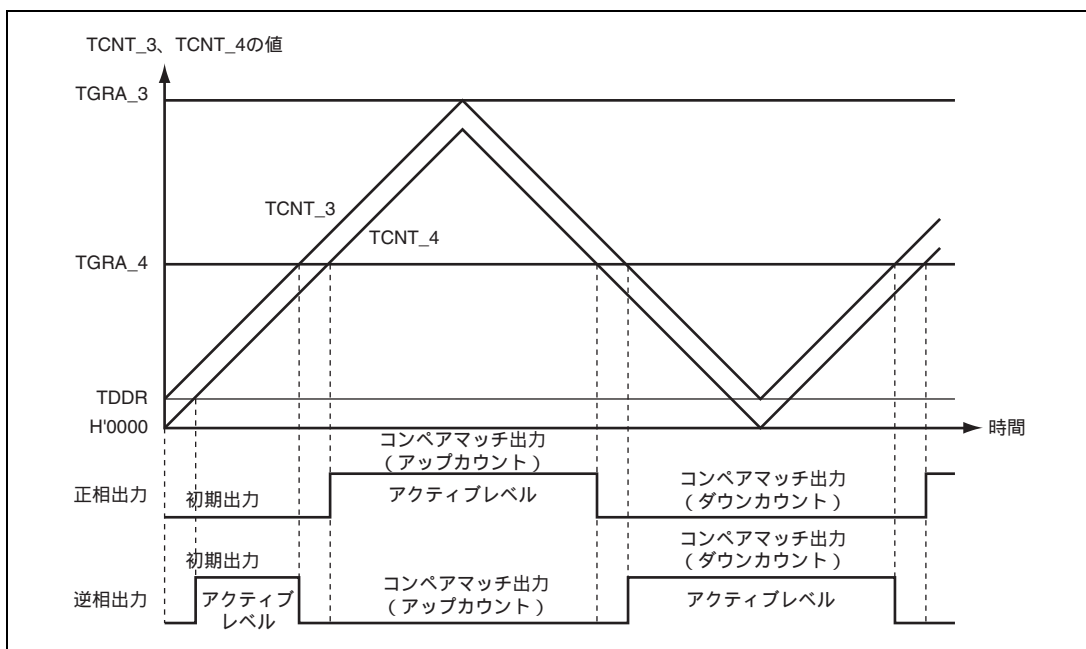 TCNT_3、TCNT_4の値
TGRA_3
TCNT_3
TCNT_4
TGRA_4
TDDR
H'0000
時間
コンペアマッチ出力
(アップカウント)
正相出力
初期出力
アクティブレベル
コンペアマッチ出力
(ダウンカウント)
初期出力
コンペアマッチ出力
(ダウンカウント)
逆相出力
アクティブ
レベル
コンペアマッチ出力
(アップカウント)
アクティブレベル